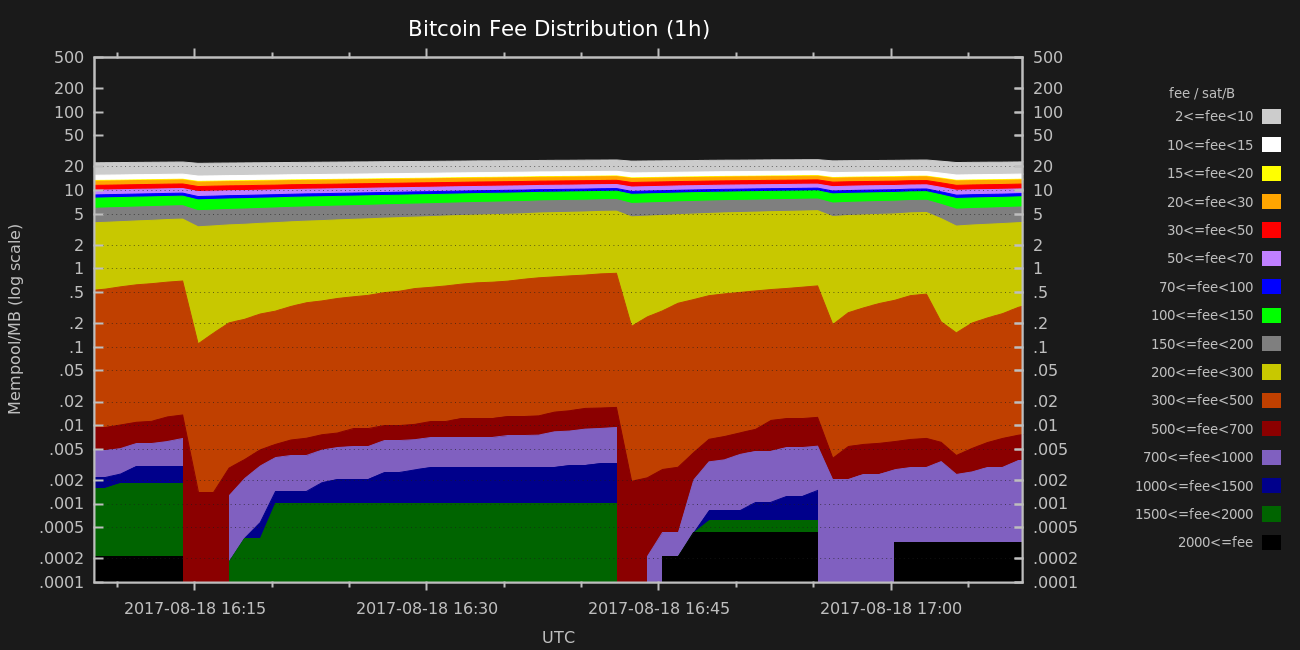 Bitcoin Fee Distribution (1h)
500
200
100
50
20
10
5
2
1
.5
.2
.1
.05
.02
.01
.005
.002
.001
.0005
.0002
.0001
Mempool/MB (log scale)
500
200
100
50
20
10
5
2
1
.5
.2
.1
.05
.02
.01
.005
.002
.001
.0005
.0002
.0001
2017-08-18 16:15 2017-08-18 16:30 2017-08-18 16:45 2017-08-18 17:00
UTC
fee / sat/B
2<=fee<10
10<=fee<15
15<=fee<20
20<=fee<30
30<=fee<50
50<=fee<70
70<=fee<100
100<=fee<150
150<=fee<200
200<=fee<300
300<=fee<500
500<=fee<700
700<=fee<1000
1000<=fee<1500
1500<=fee<2000
2000<=fee